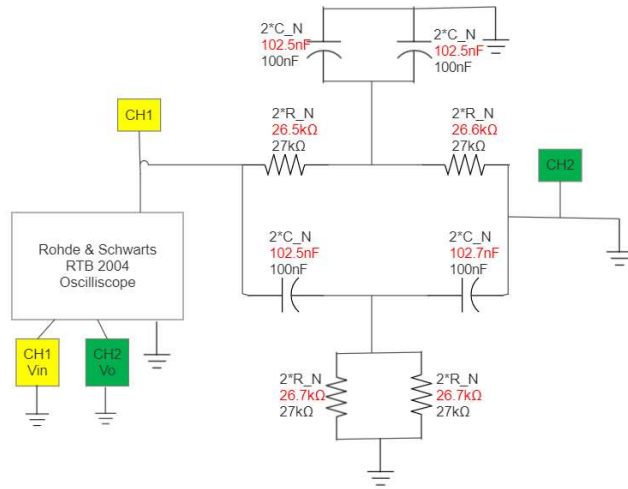 2*C_N
102.5nF
100nF
2*C_N
102.5nF
100nF
CH1
2*R_N
26.5kΩ
27kΩ
2*R_N
26.6kΩ
27kΩ
CH2
Rohde & Schwarts
RTB 2004
Oscilliscope
2*C_N
102.5nF
100nF
2*C_N
102.7nF
100nF
CH1
Vin
CH2
Vo
2*R_N
26.7kΩ
27kΩ
2*R_N
26.7kΩ
27kΩ